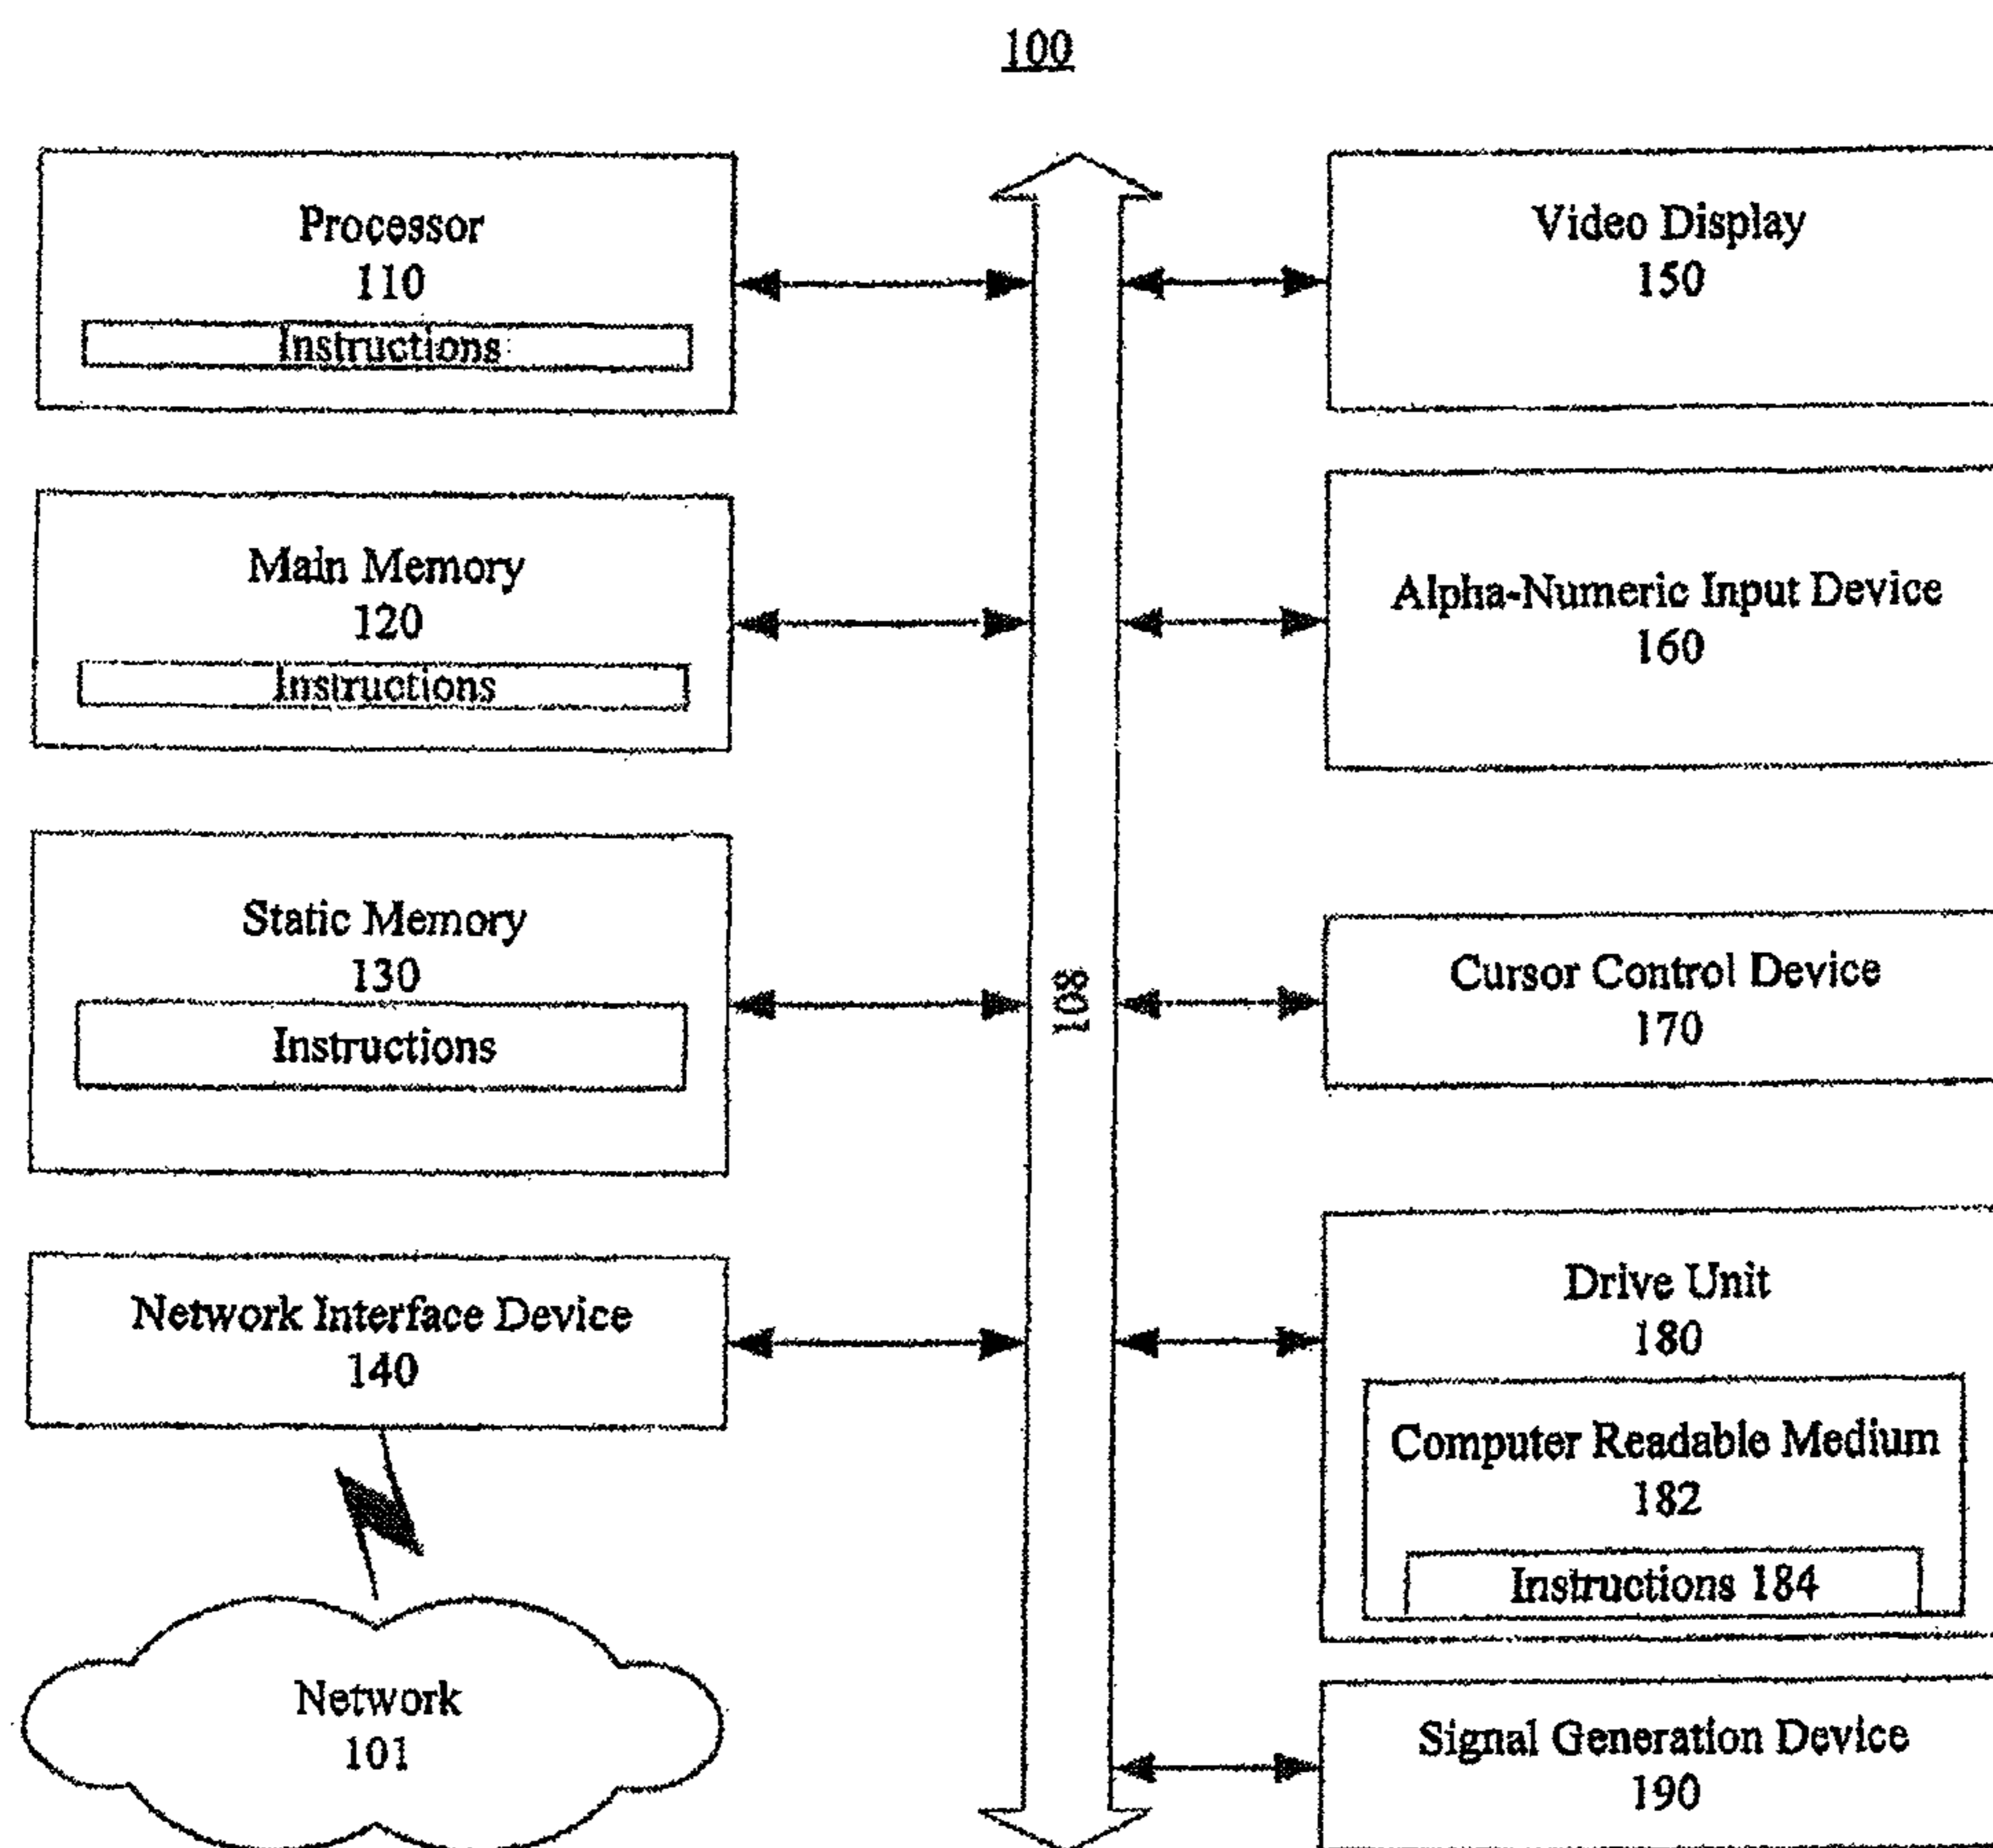 100
Processor
110
Instructions
Main Memory
120
Instructions
Static Memory
130
Instructions
Network Interface Device
140
Network
101
108
Video Display
150
Alpha-Numeric Input Device
160
Cursor Control Device
170
Drive Unit
180
Computer Readable Medium
182
Instructions 184
Signal Generation Device
190